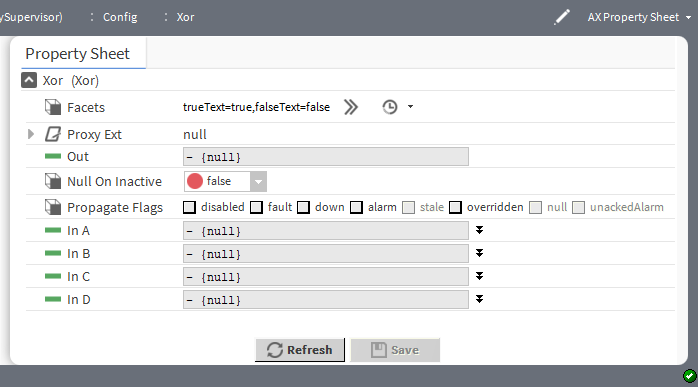 ySupervisor) : Config : Xor AX Property Sheet
Property Sheet
Xor (Xor)
Facets trueText=true,falseText=false
Proxy Ext null
Out - {null}
Null On Inactive false
Propagate Flags disabled fault down alarm stale overridden null unackedAlarm
In A - {null}
In B - {null}
In C - {null}
In D - {null}
Refresh Save